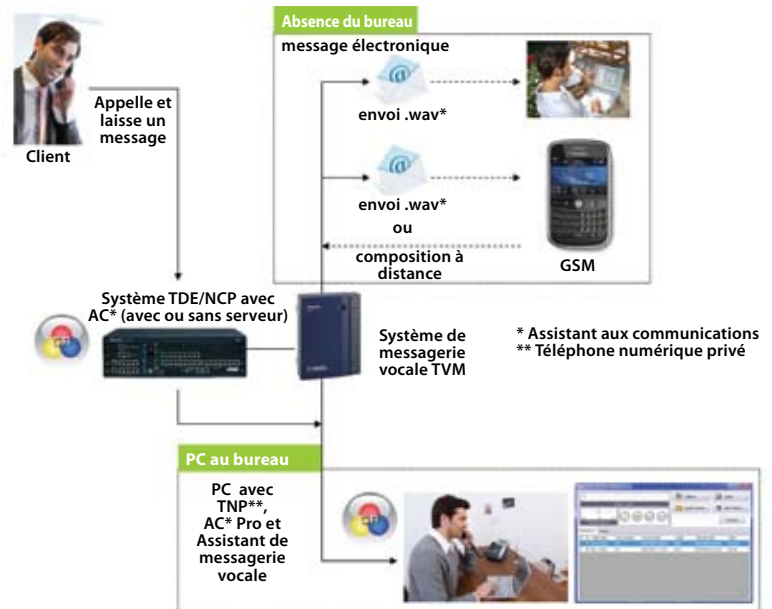 Absence du bureau
message électronique
envoi .wav*
envoi .wav*
ou
composition à
distance
GSM
Appelle et
laisse un
message
Client
Système TDE/NCP avec
AC* (avec ou sans serveur)
Système de
messagerie
vocale TVM
* Assistant aux communications
** Téléphone numérique privé
PC au bureau
PC avec
TNP**,
AC* Pro et
Assistant de
messagerie
vocale